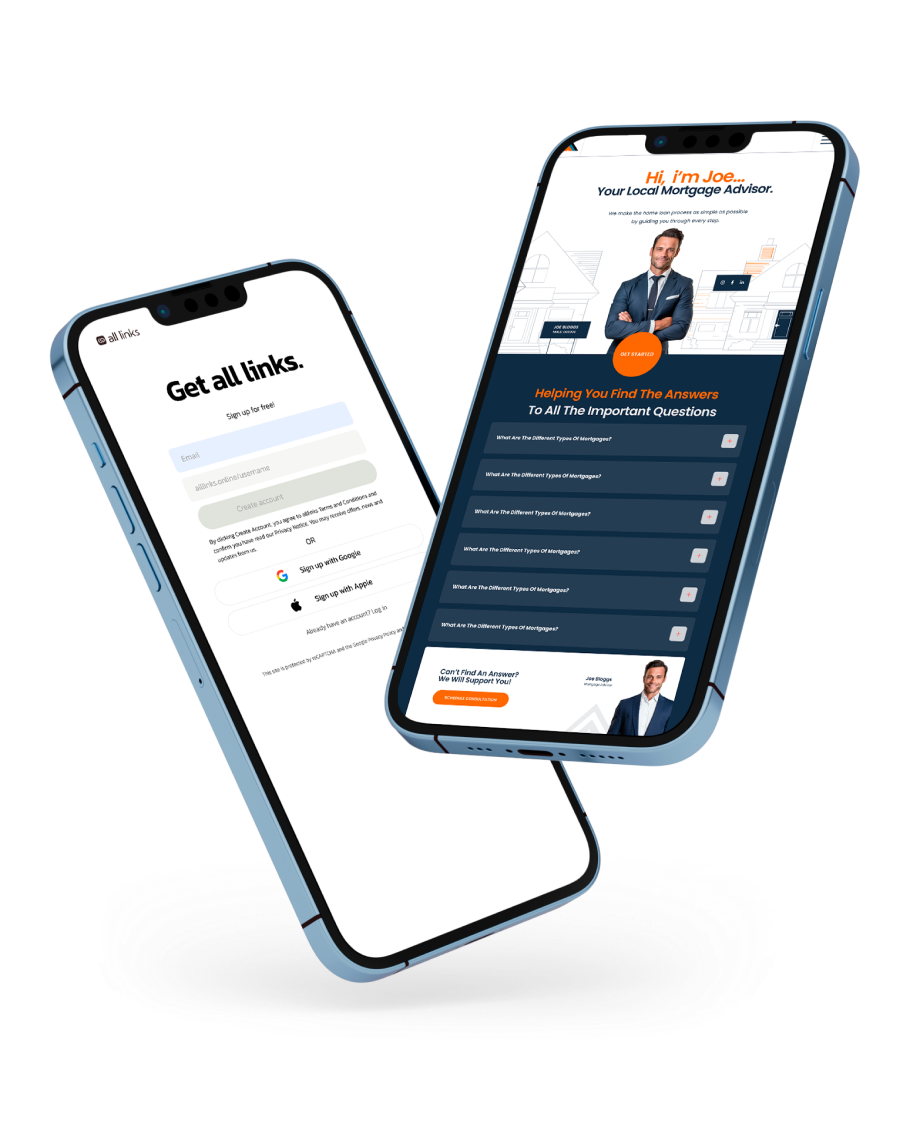 all links
Get all links.
Sign up for free!
Email
alllinks.online/username
Create account
By clicking Create Account, you agree to alllinks Terms and Conditions and
confirm you have read our Privacy Notice. You may receive offers, news and
updates from us.
OR
Sign up with Google
Sign up with Apple
Already have an account? Log in
This site is protected by reCAPTCHA and the Google Privacy Policy
Hi, i'm Joe...
Your Local Mortgage Advisor.
We make the home loan process as simple as possible
by guiding you through every step.
JOE BLOGGS
GET STARTED
Helping You Find The Answers
To All The Important Questions
What Are The Different Types Of Mortgages?
What Are The Different Types Of Mortgages?
What Are The Different Types Of Mortgages?
What Are The Different Types Of Mortgages?
What Are The Different Types Of Mortgages?
What Are The Different Types Of Mortgages?
Can't Find An Answer?
We Will Support You!
SCHEDULE CONSULTATION
Joe Bloggs
Mortgage Advisor